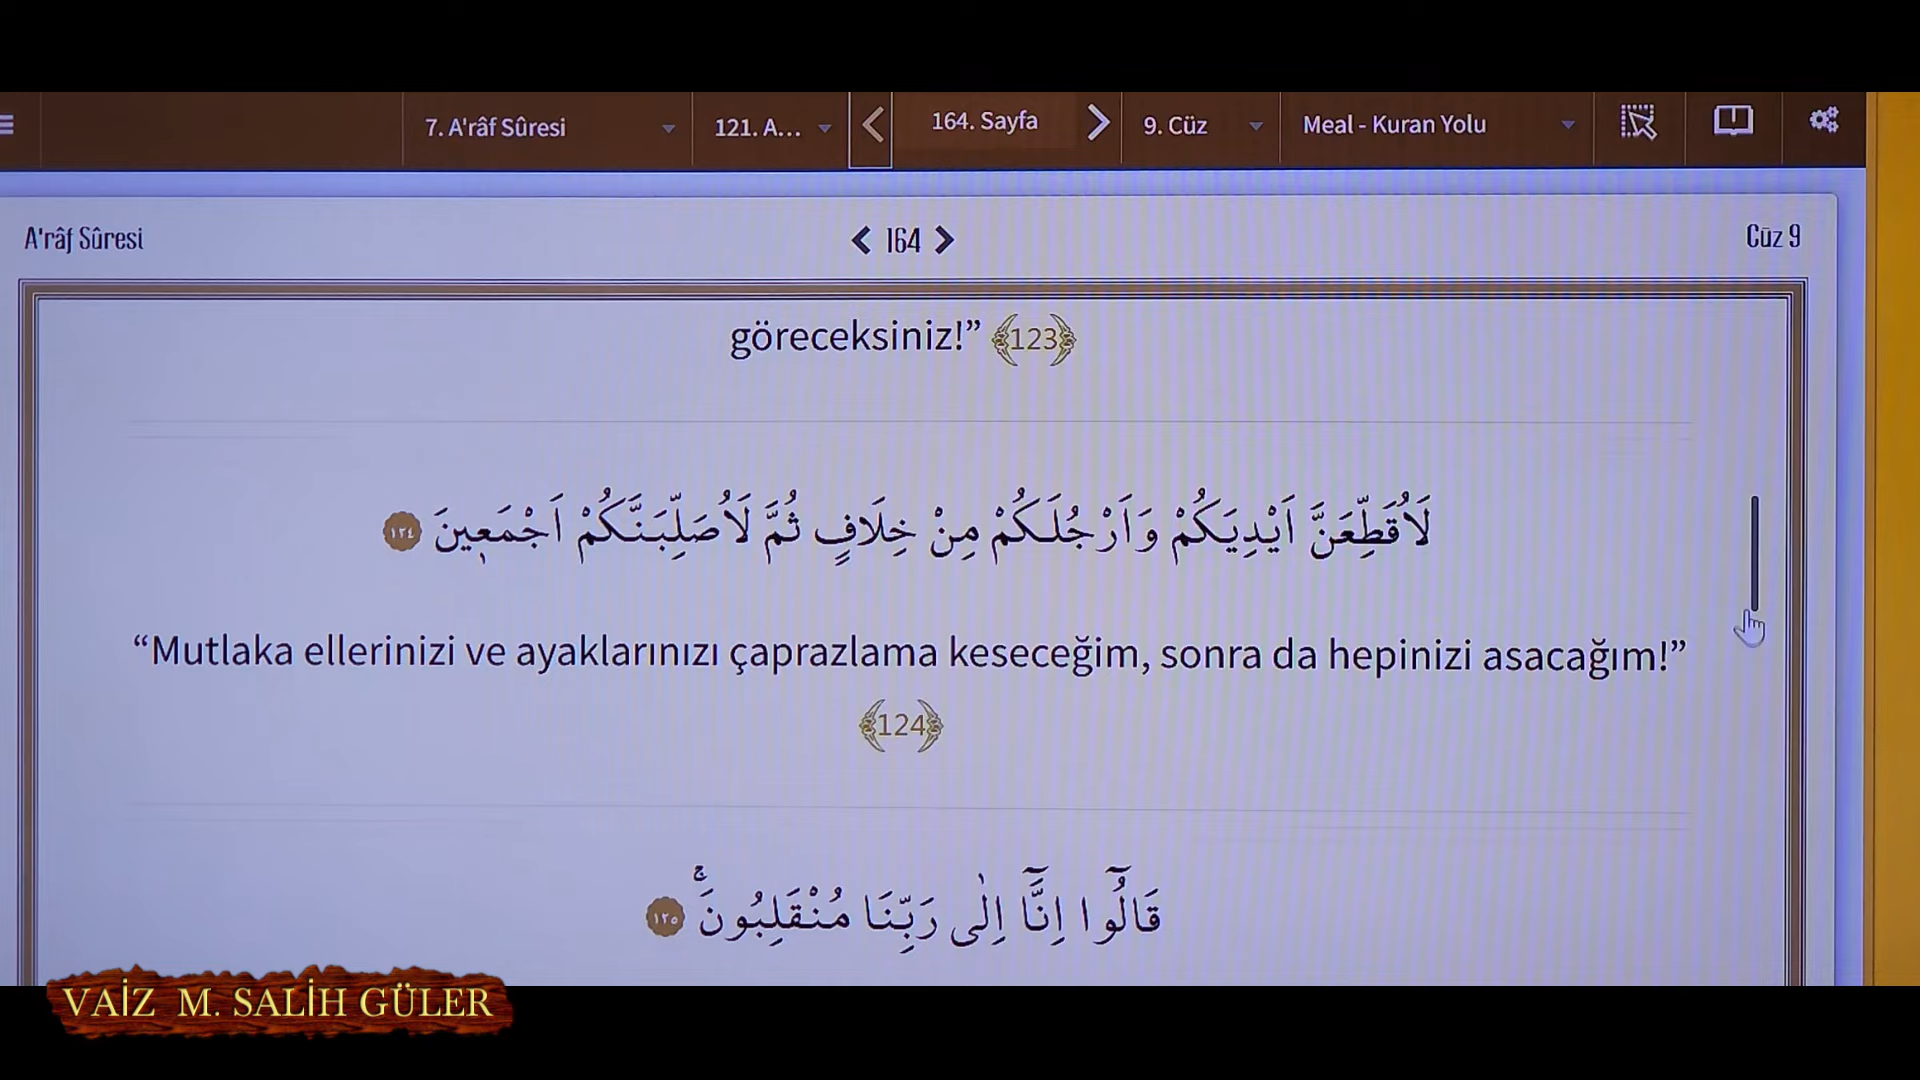 7. A'râf Sûresi 121. A... 164. Sayfa 9. Cüz Meal - Kuran Yolu
A'râf Sûresi 164 Cüz 9
göreceksiniz!” 123
لَاُقَطِّعَنَّ اَيْدِيَكُمْ وَاَرْجُلَكُمْ مِنْ خِلَافٍ ثُمَّ لَاُصَلِّبَنَّكُمْ اَجْمَعٖينَ ١٢٤
“Mutlaka ellerinizi ve ayaklarınızı çaprazlama keseceğim, sonra da hepinizi asacağım!”
124
قَالُٓوا اِنَّٓا اِلٰى رَبِّنَا مُنْقَلِبُونَۚ ١٢٥
VAİZ M. SALİH GÜLER